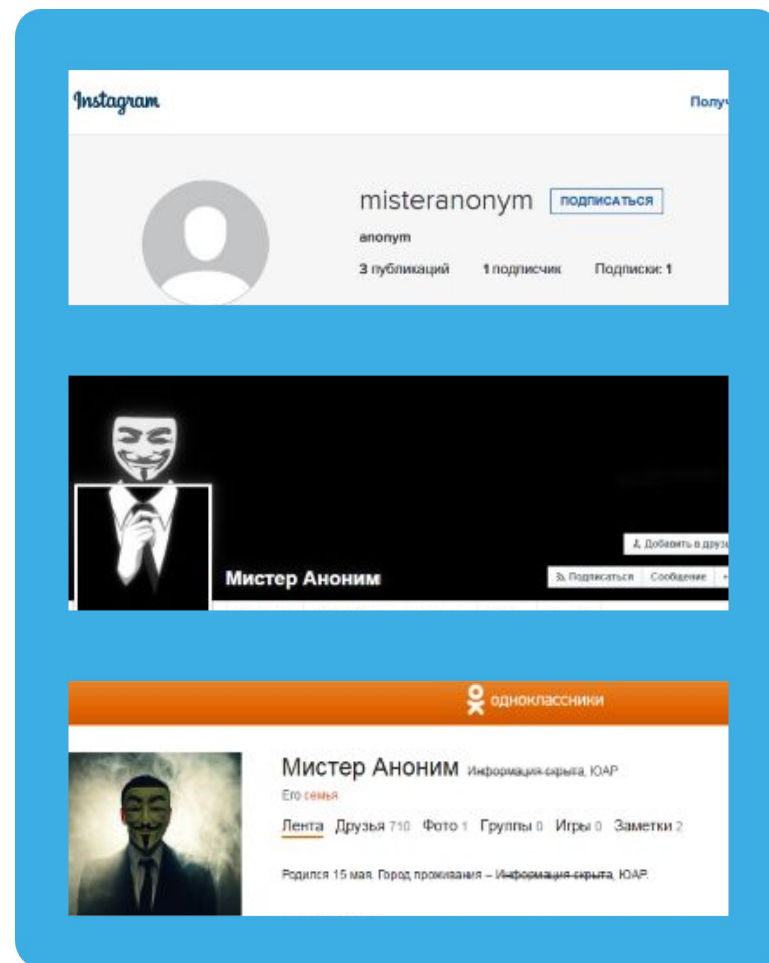 Instagram
Получ
misteranonym ПОДПИСАТЬСЯ
anonym
3 публикаций 1 подписчик Подписки: 1
Добавить в друзь
Мистер Аноним
Подписаться Сообщение
одноклассники
Мистер Аноним Информация скрыта, ЮАР
Его семья
Лента Друзья 710 Фото 1 Группы 0 Игры 0 Заметки 2
Родился 15 мая. Город проживания – Информация скрыта, ЮАР.